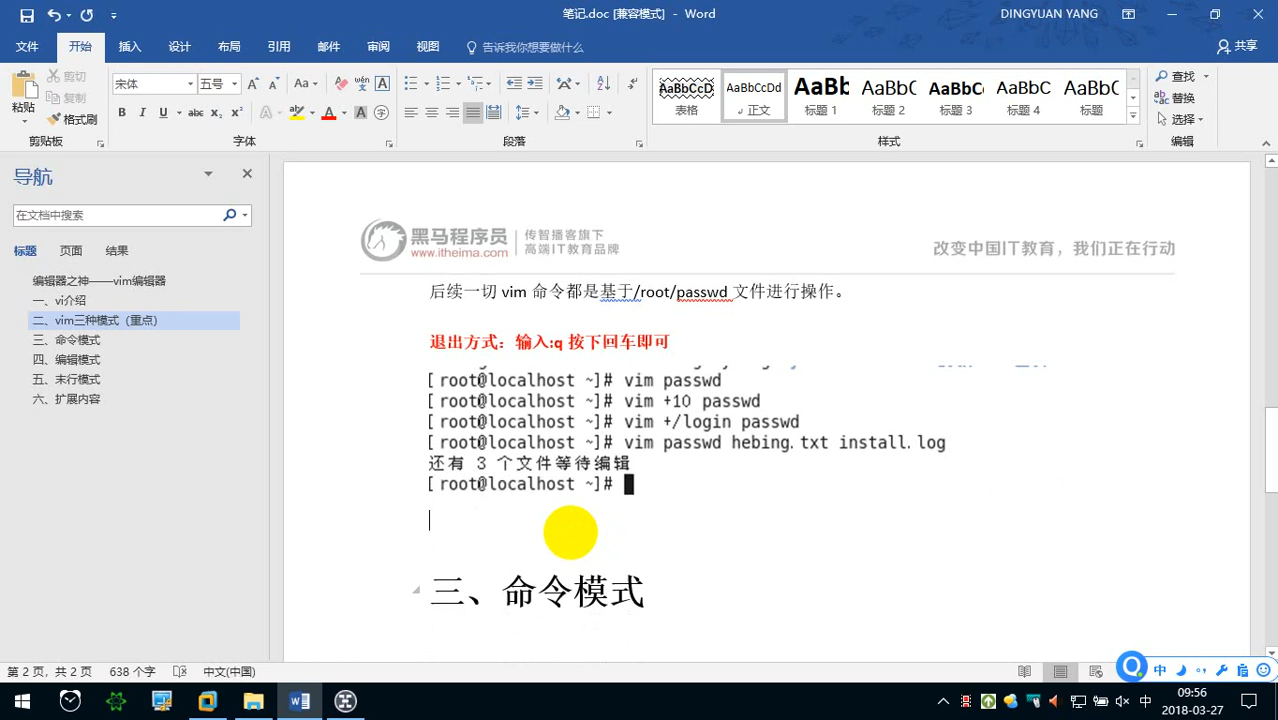 笔记.doc [兼容模式] - Word
DINGYUAN YANG
文件
开始
插入
设计
布局
引用
邮件
审阅
视图
告诉我你想要做什么
共享
粘贴
剪切
复制
格式刷
剪贴板
宋体
五号
字体
段落
AaBbCcD
表格
AaBbCcDd
正文
AaBb
标题 1
AaBbC
标题 2
AaBbC
标题 3
AaBbC
标题 4
AaBbC
标题
样式
查找
替换
选择
编辑
导航
在文档中搜索
标题
页面
结果
编辑器之神——vim编辑器
一、vi介绍
二、vim三种模式（重点）
三、命令模式
四、编辑模式
五、末行模式
六、扩展内容
黑马程序员
www.itheima.com
传智播客旗下
高端IT教育品牌
改变中国IT教育，我们正在行动
后续一切 vim 命令都是基于/root/passwd 文件进行操作。
退出方式：输入:q 按下回车即可
[root@localhost ~]# vim passwd
[root@localhost ~]# vim +10 passwd
[root@localhost ~]# vim +/login passwd
[root@localhost ~]# vim passwd hebing.txt install.log
还有 3 个文件等待编辑
[root@localhost ~]#
三、命令模式
第 2 页，共 2 页
638 个字
中文(中国)
中
中
09:56
2018-03-27